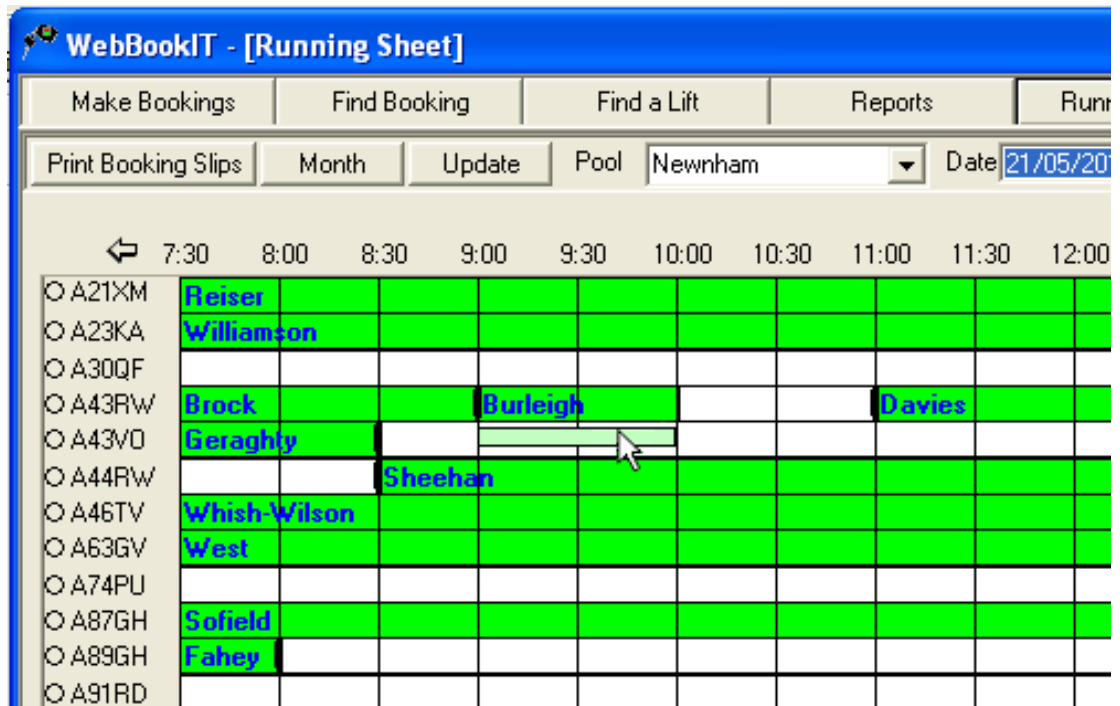 WebBookIT - [Running Sheet]
Make Bookings Find Booking Find a Lift Reports
Print Booking Slips Month Update Pool Newnham Date 21/05/201
7:30 8:00 8:30 9:00 9:30 10:00 10:30 11:00 11:30 12:00
A21XM Reiser
A23KA Williamson
A30QF
A43RW Brock Burleigh Davies
A43VO Geraghty
A44RW Sheehan
A46TV Whish-Wilson
A63GV West
A74PU
A87GH Sofield
A89GH Fahey
A91RD